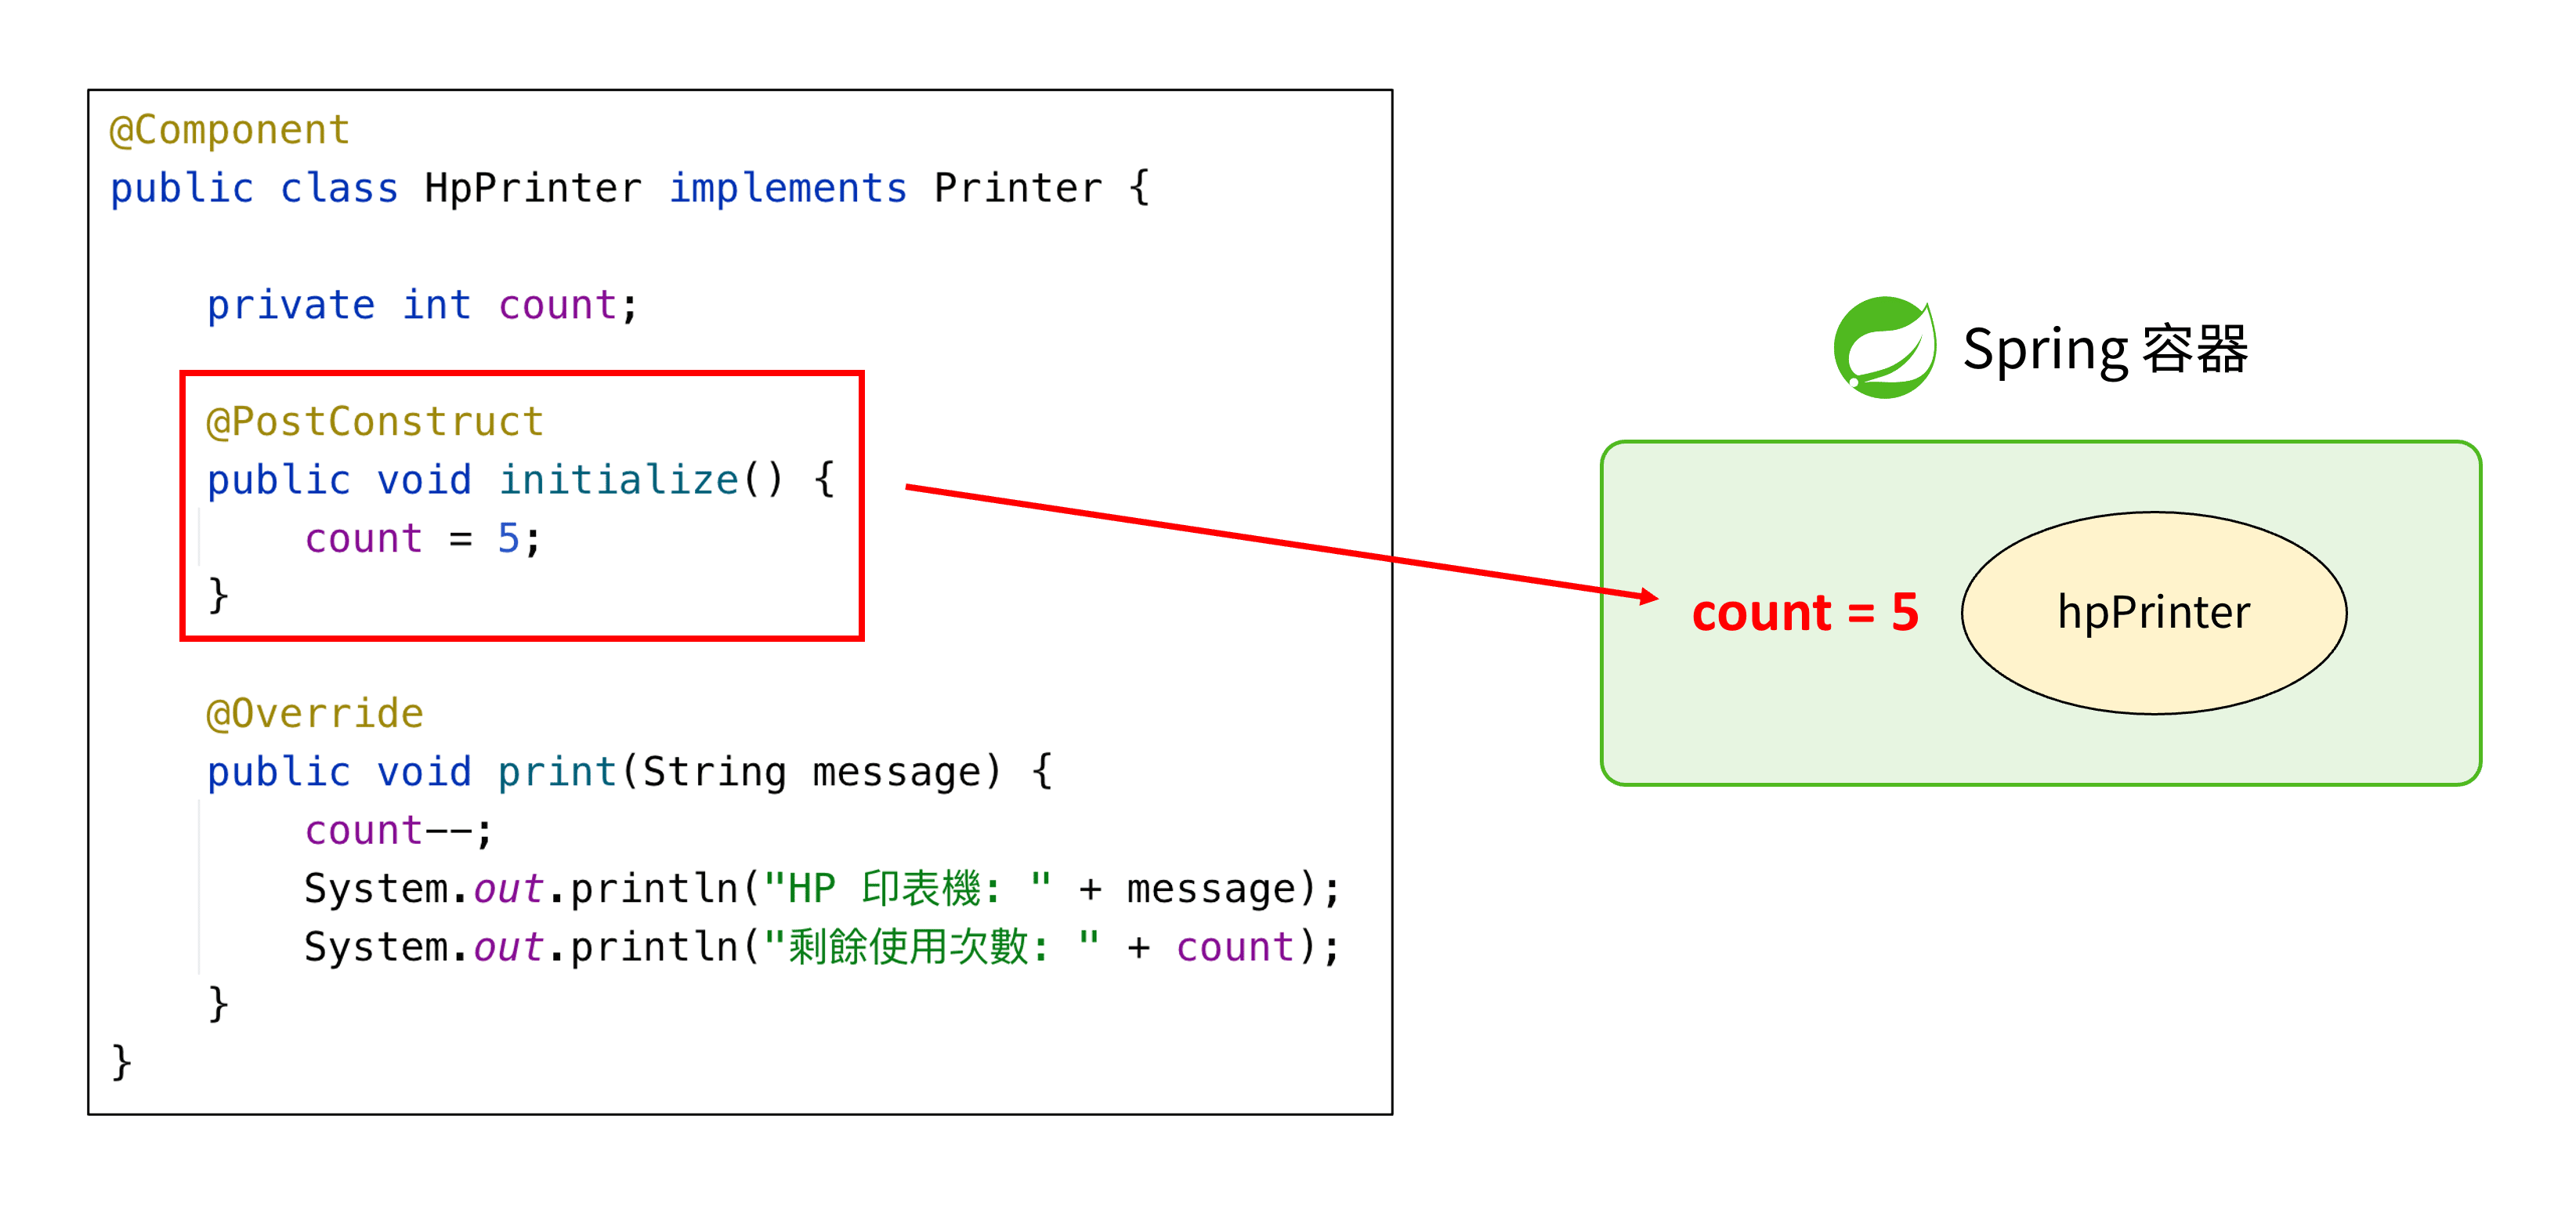 @Component
public class HpPrinter implements Printer {
private int count;
@PostConstruct
public void initialize() {
count = 5;
}
@Override
public void print(String message) {
count--;
System.out.println("HP 印表機: " + message);
System.out.println("剩餘使用次數: " + count);
}
}
Spring 容器
count = 5
hpPrinter